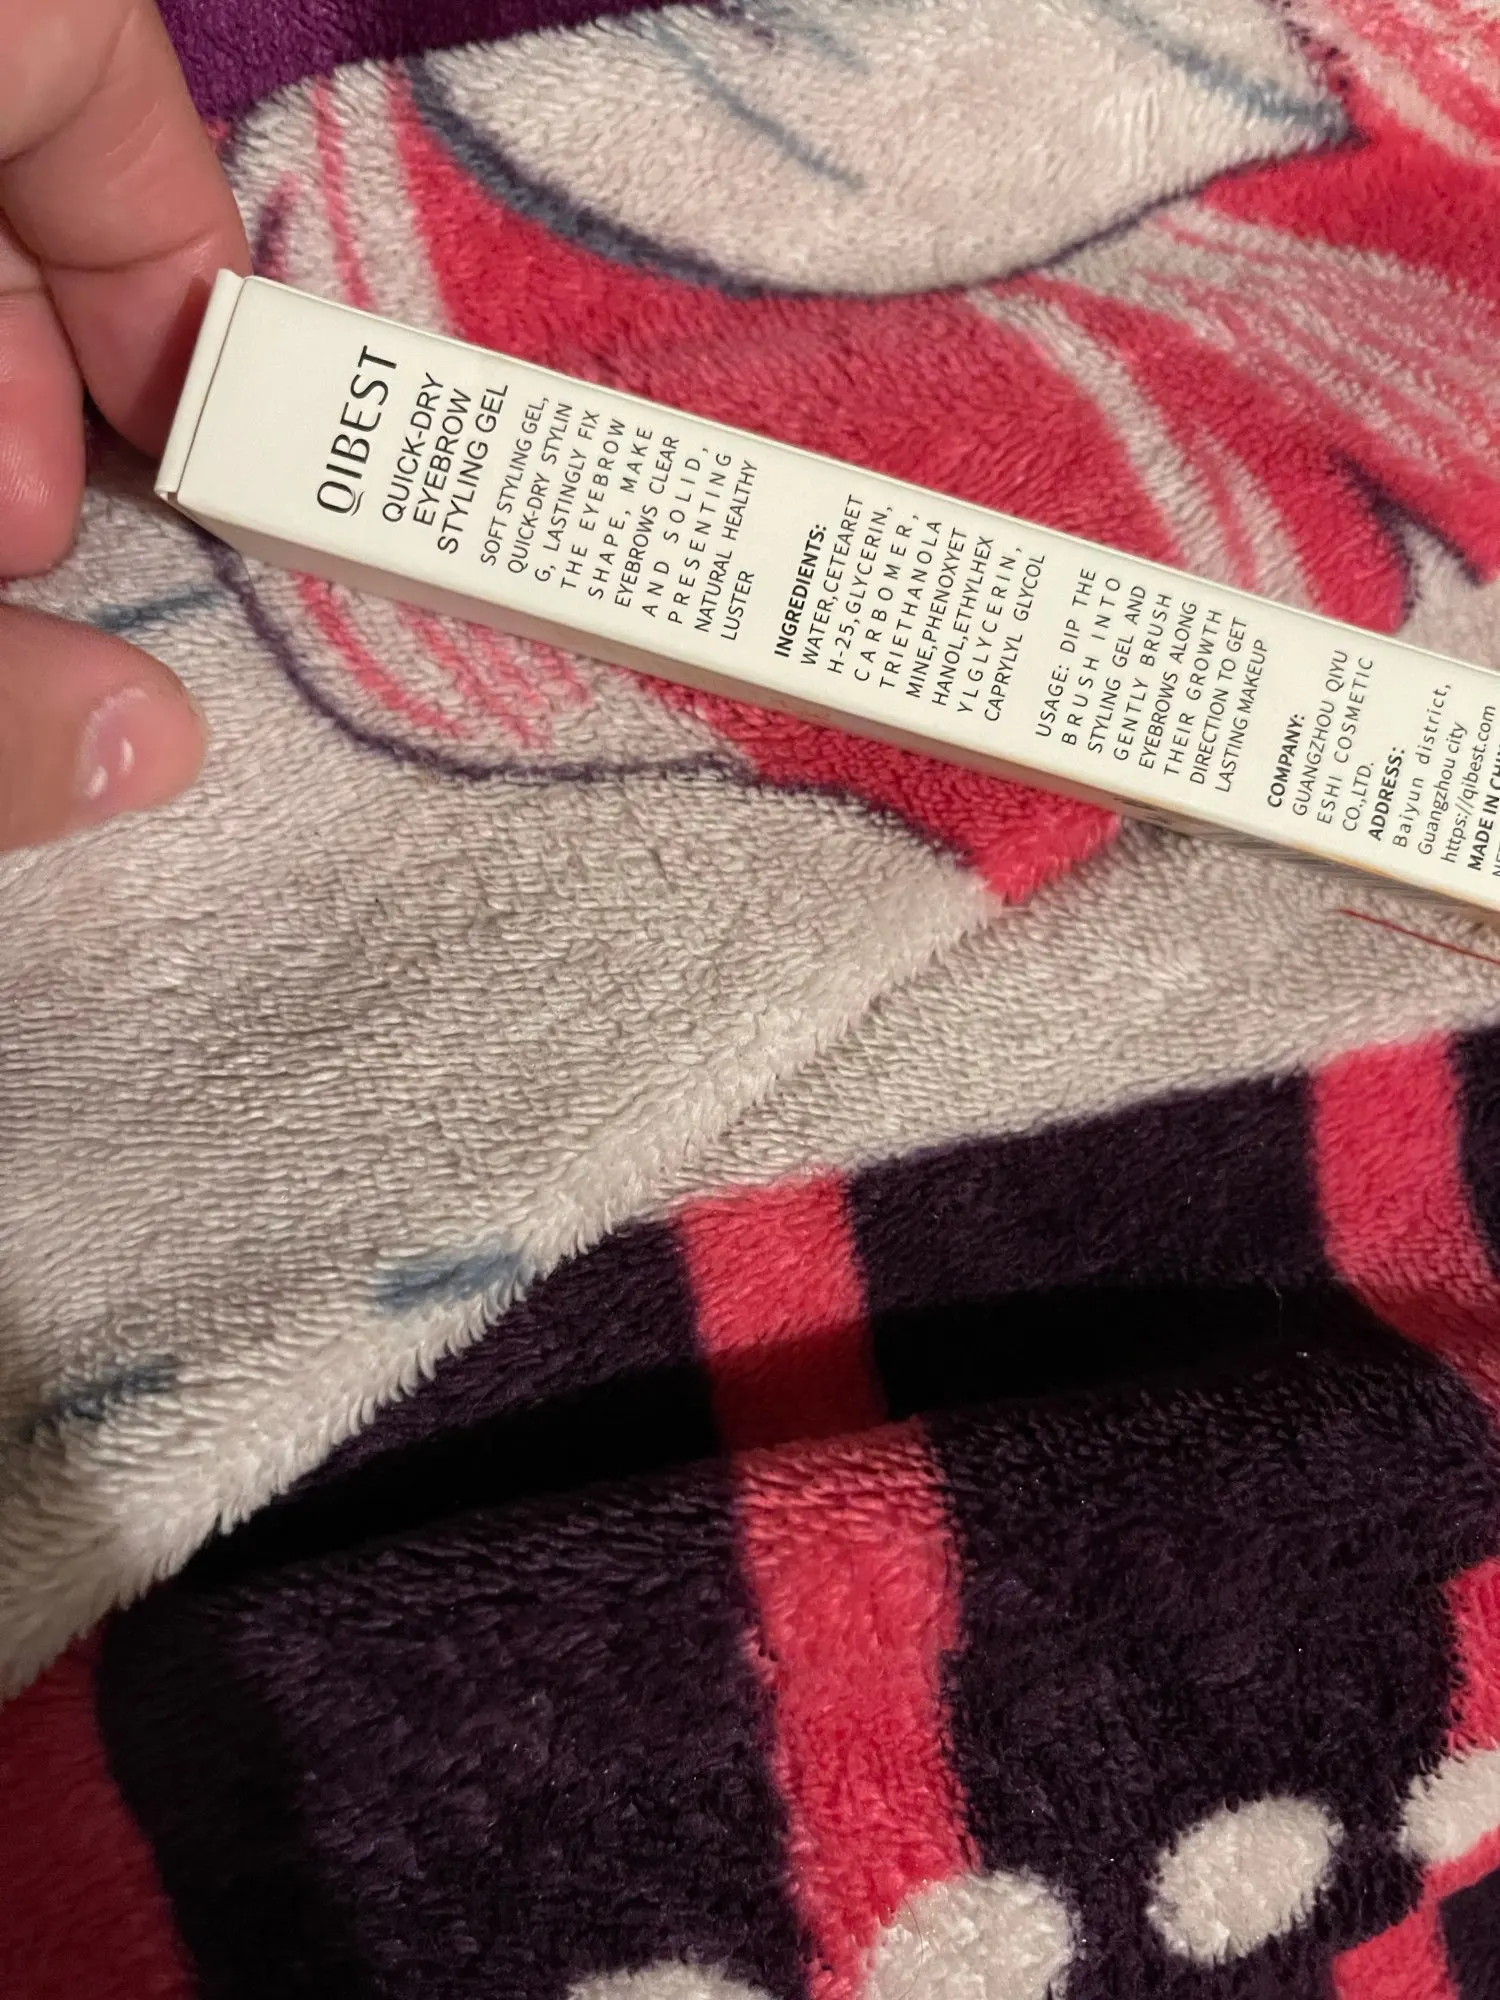 QIBEST
QUICK-DRY
EYEBROW
STYLING GEL
SOFT STYLING GEL,
QUICK-DRY STYLIN
G, LASTINGLY FIX
THE EYEBROW
SHAPE, MAKE
EYEBROWS CLEAR
AND SOLID,
PRESENTING
NATURAL HEALTHY
LUSTER
INGREDIENTS:
WATER,CETEARET
H-25,GLYCERIN,
CARBOMER,
TRIETHANOLA
MINE,PHENOXYET
HANOL,ETHYLHEX
YLGLYCERIN,
CAPRYLYL GLYCOL
USAGE: DIP THE
BRUSH INTO
STYLING GEL AND
GENTLY BRUSH
EYEBROWS ALONG
THEIR GROWTH
DIRECTION TO GET
LASTING MAKEUP
COMPANY:
GUANGZHOU QIYU
ESHI COSMETIC
CO.,LTD.
ADDRESS:
Baiyun district,
Guangzhou city
https://qibest.com
MADE IN